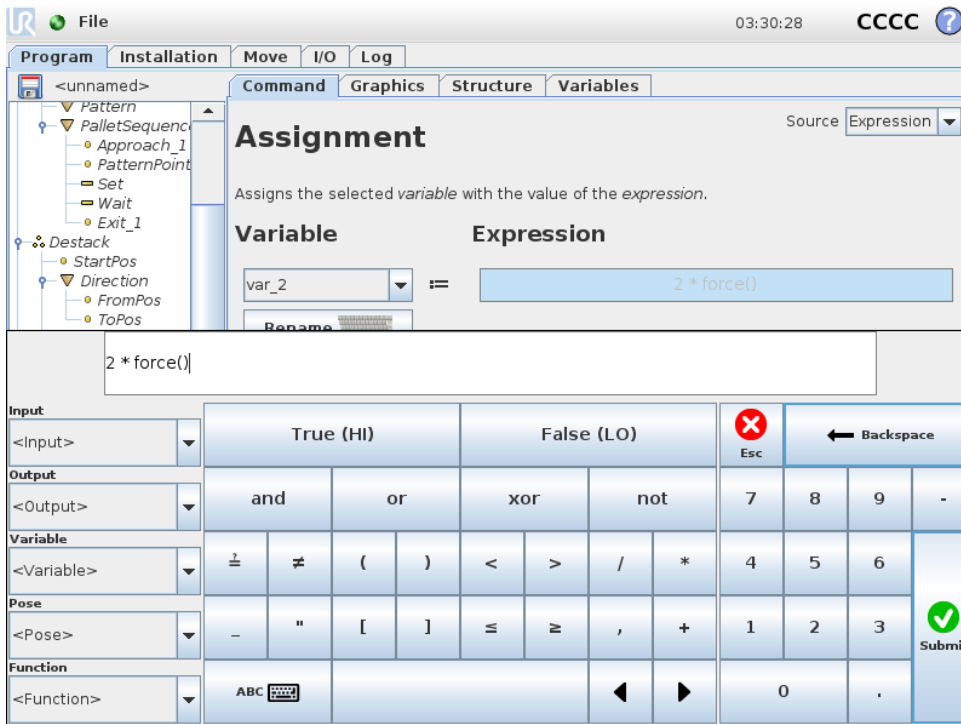 UR File 03:30:28 CCCC ?
Program Installation Move I/O Log
<unnamed>
Command Graphics Structure Variables
Pattern
PalletSequenc
Approach_1
PatternPoint
Set
Wait
Exit_1
Destack
StartPos
Direction
FromPos
ToPos
Source Expression
Assignment
Assigns the selected variable with the value of the expression.
Variable Expression
var_2 := 2 * force()
Rename
2 * force()
Input
<Input>
Output
<Output>
Variable
<Variable>
Pose
<Pose>
Function
<Function>
True (HI) False (LO) Esc Backspace
and or xor not 7 8 9 -
≟ ≠ ( ) < > / * 4 5 6
_ " [ ] ≤ ≥ , + 1 2 3
Submi
ABC 0 .